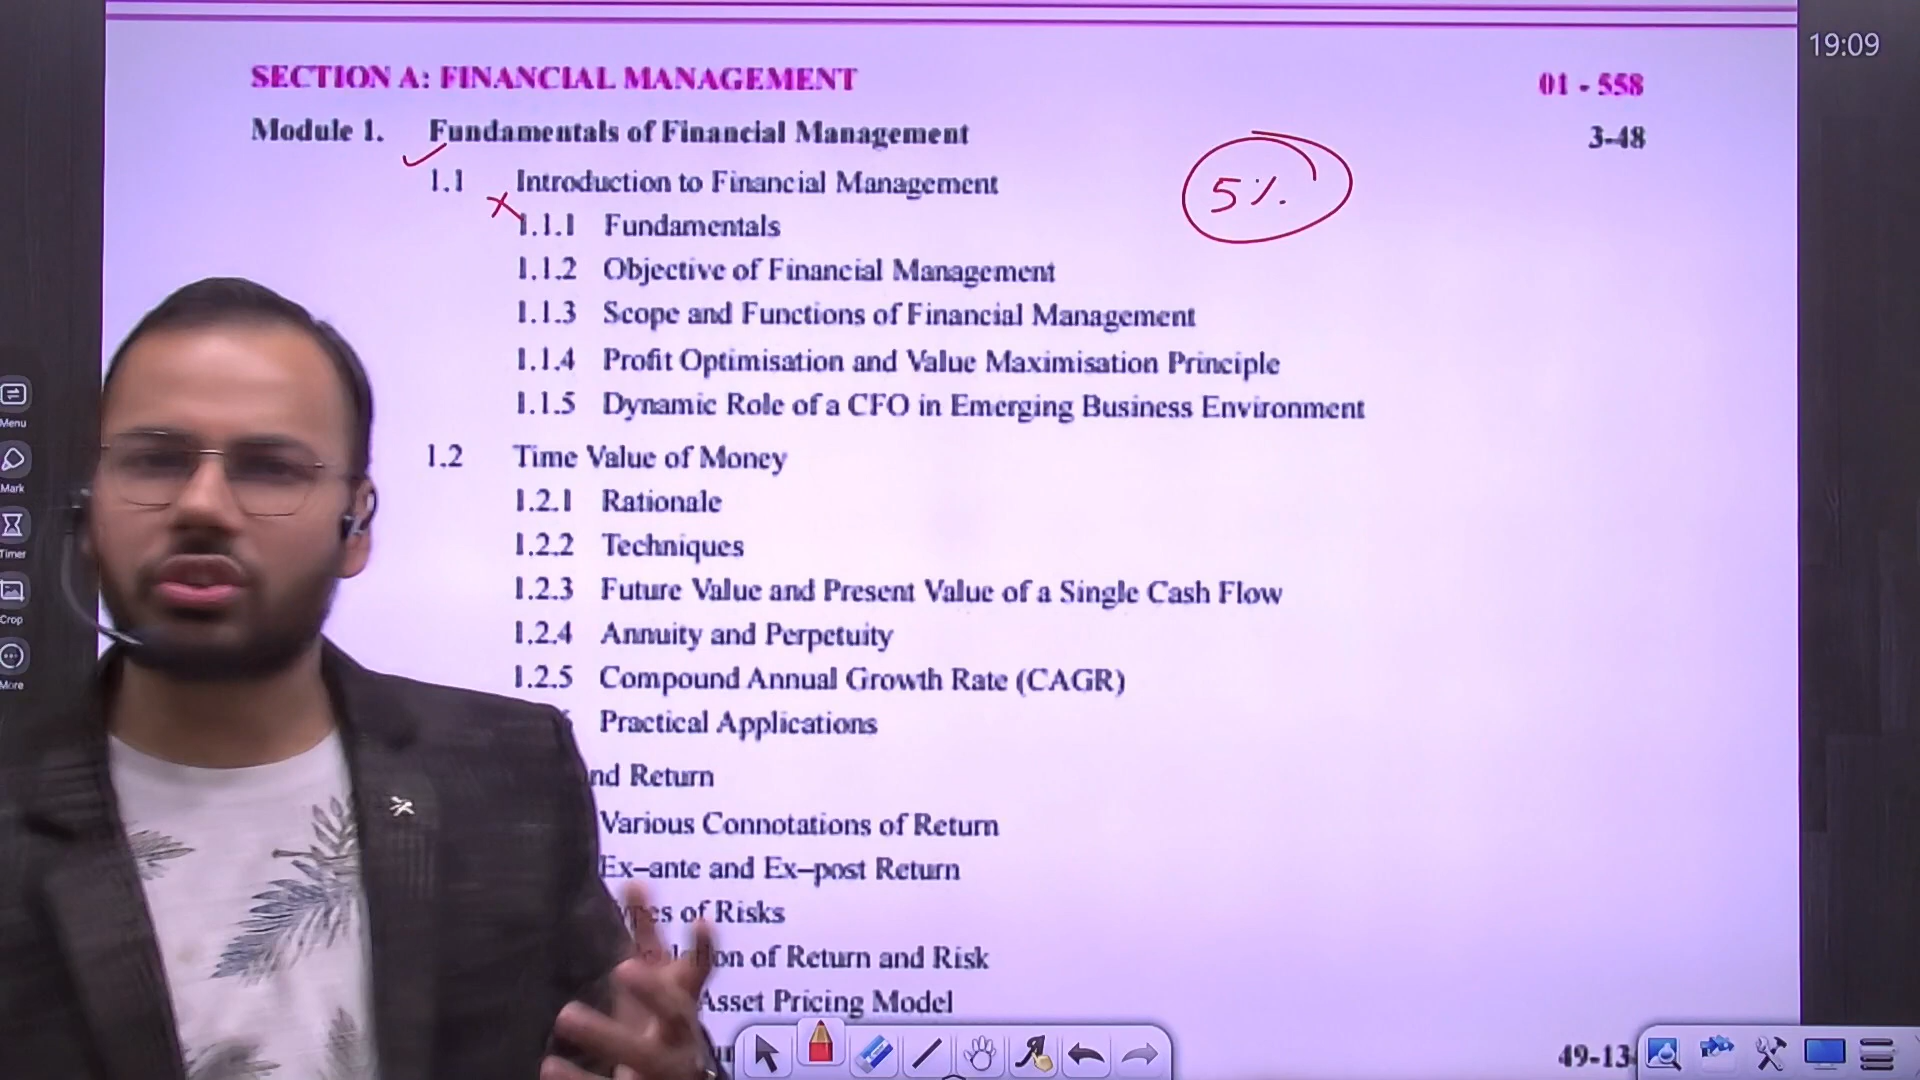 19:09
SECTION A: FINANCIAL MANAGEMENT 01 - 558
Module 1. Fundamentals of Financial Management 3-48
1.1 Introduction to Financial Management
5%
1.1.1 Fundamentals
1.1.2 Objective of Financial Management
1.1.3 Scope and Functions of Financial Management
1.1.4 Profit Optimisation and Value Maximisation Principle
1.1.5 Dynamic Role of a CFO in Emerging Business Environment
1.2 Time Value of Money
1.2.1 Rationale
1.2.2 Techniques
1.2.3 Future Value and Present Value of a Single Cash Flow
1.2.4 Annuity and Perpetuity
1.2.5 Compound Annual Growth Rate (CAGR)
Practical Applications
Return
Various Connotations of Return
Ex–ante and Ex–post Return
of Risks
of Return and Risk
Asset Pricing Model
49-13
Menu
Mark
Timer
Crop
More